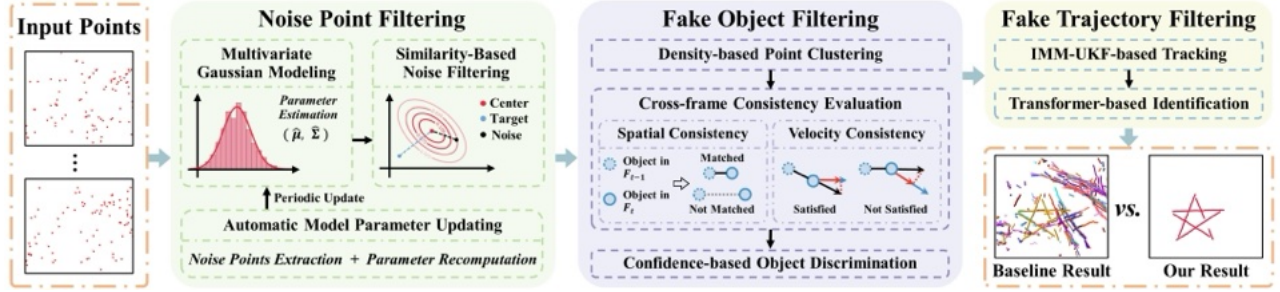 Input Points
...
Noise Point Filtering
Multivariate
Gaussian Modeling
Parameter
Estimation
(μ̂, Σ̂)
Similarity-Based
Noise Filtering
Center
Target
Noise
Periodic Update
Automatic Model Parameter Updating
Noise Points Extraction + Parameter Recomputation
Fake Object Filtering
Density-based Point Clustering
Cross-frame Consistency Evaluation
Spatial Consistency
Object in
F_{t-1}
Object in
F_t
Matched
Not Matched
Velocity Consistency
Satisfied
Not Satisfied
Confidence-based Object Discrimination
Fake Trajectory Filtering
IMM-UKF-based Tracking
Transformer-based Identification
vs.
Baseline Result
Our Result